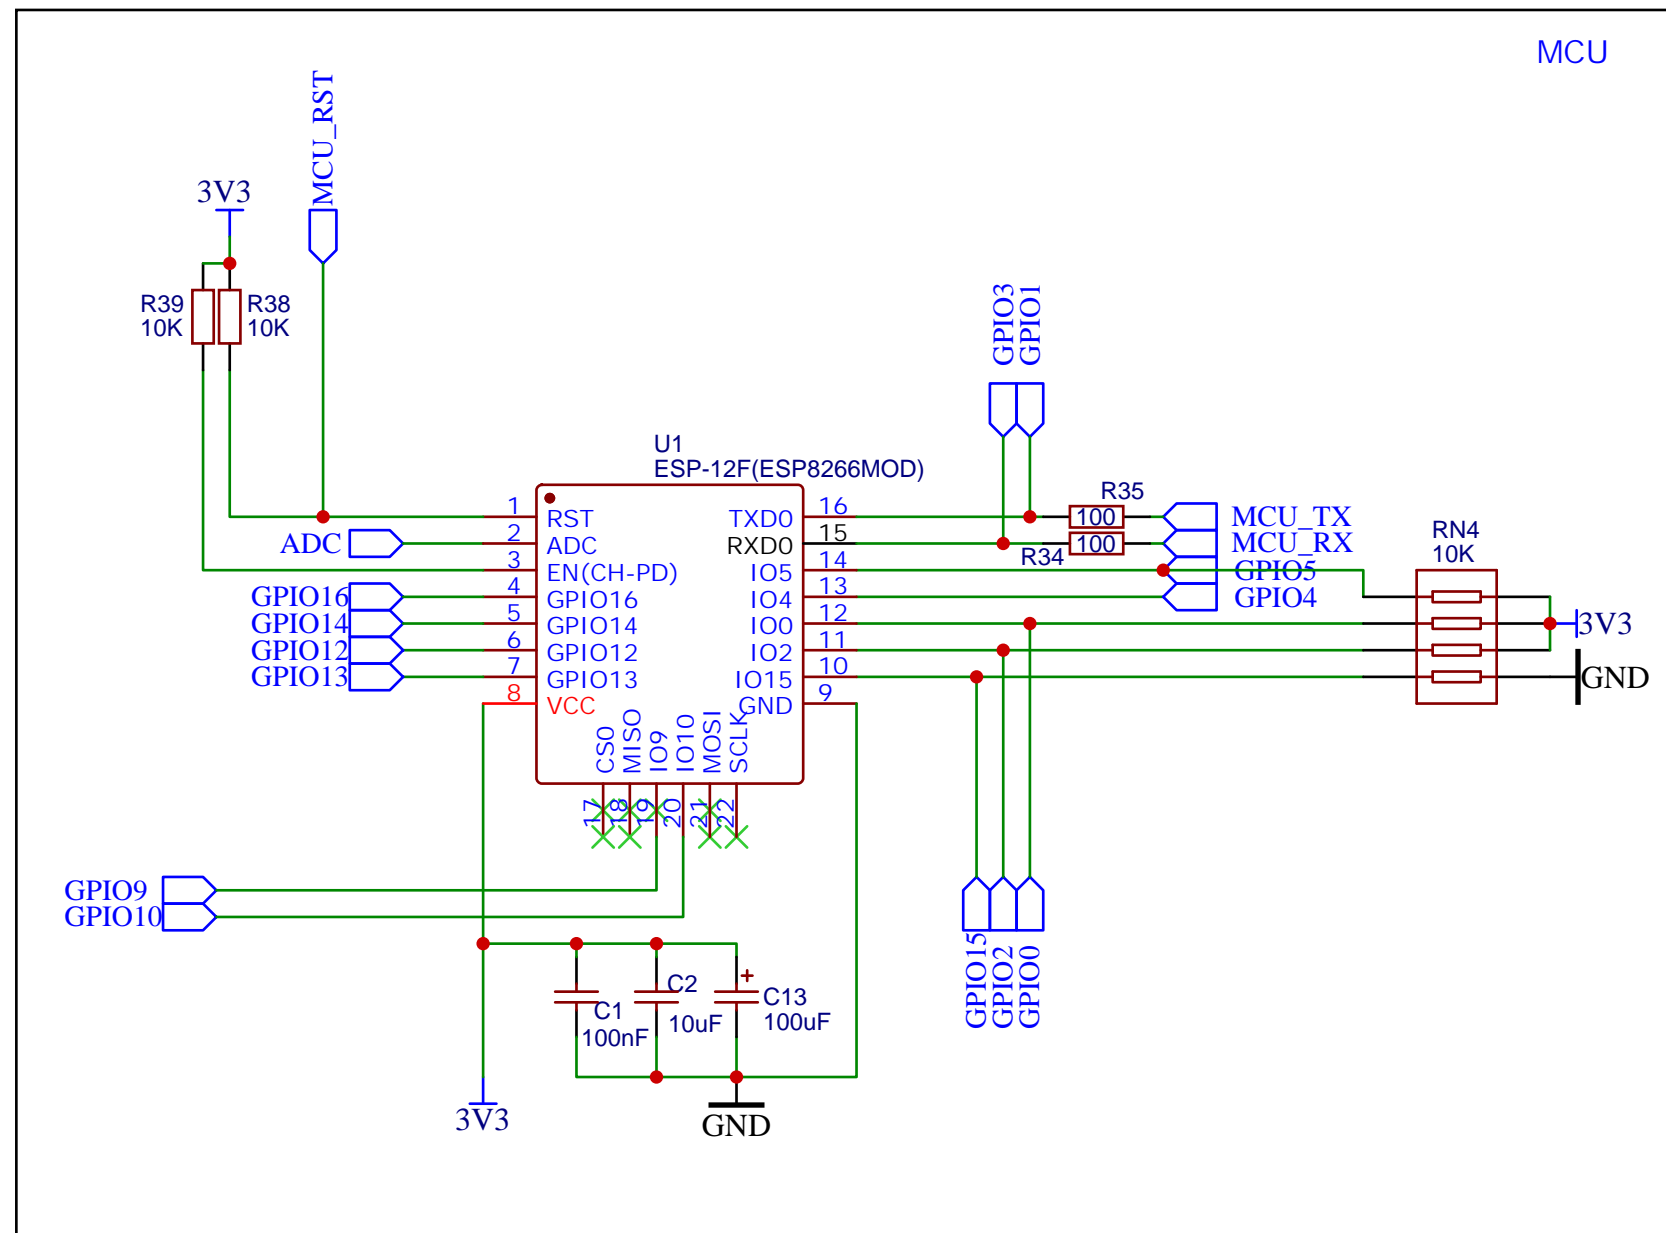 MCU
MCU_RST
3V3
R39
10K
R38
10K
GPIO3
GPIO1
U1
ESP-12F(ESP8266MOD)
1
RST
2
ADC
ADC
3
EN(CH-PD)
GPIO16
4
GPIO16
GPIO14
5
GPIO14
GPIO12
6
GPIO12
GPIO13
7
GPIO13
8
VCC
16
TXD0
15
RXD0
14
IO5
13
IO4
12
IO0
11
IO2
10
IO15
9
GND
CS0
MISO
IO9
IO10
MOSI
SCLK
17
18
19
20
21
22
R35
100
MCU_TX
R34
100
MCU_RX
GPIO5
GPIO4
RN4
10K
3V3
GND
GPIO9
GPIO10
C1
100nF
C2
10uF
+
C13
100uF
GPIO15
GPIO2
GPIO0
3V3
GND